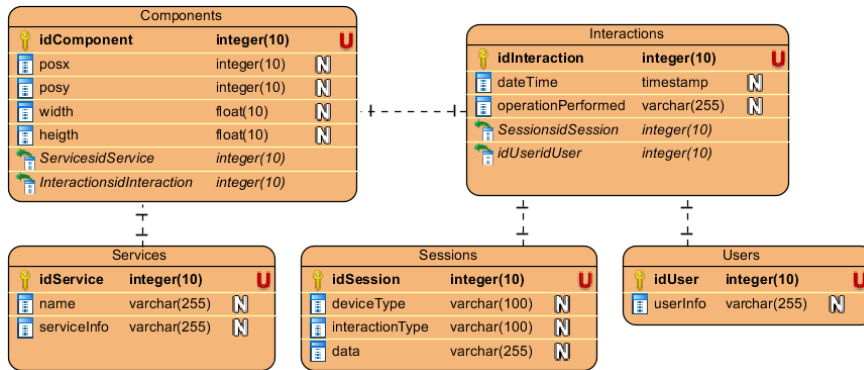 Components
idComponent integer(10) U
posx integer(10) N
posy integer(10) N
width float(10) N
heigth float(10) N
ServicesidService integer(10)
InteractionsidInteraction integer(10)
Interactions
idInteraction integer(10) U
dateTime timestamp N
operationPerformed varchar(255) N
SessionsidSession integer(10)
idUseridUser integer(10)
Services
idService integer(10) U
name varchar(255) N
serviceInfo varchar(255) N
Sessions
idSession integer(10) U
deviceType varchar(100) N
interactionType varchar(100) N
data varchar(255) N
Users
idUser integer(10) U
userInfo varchar(255) N